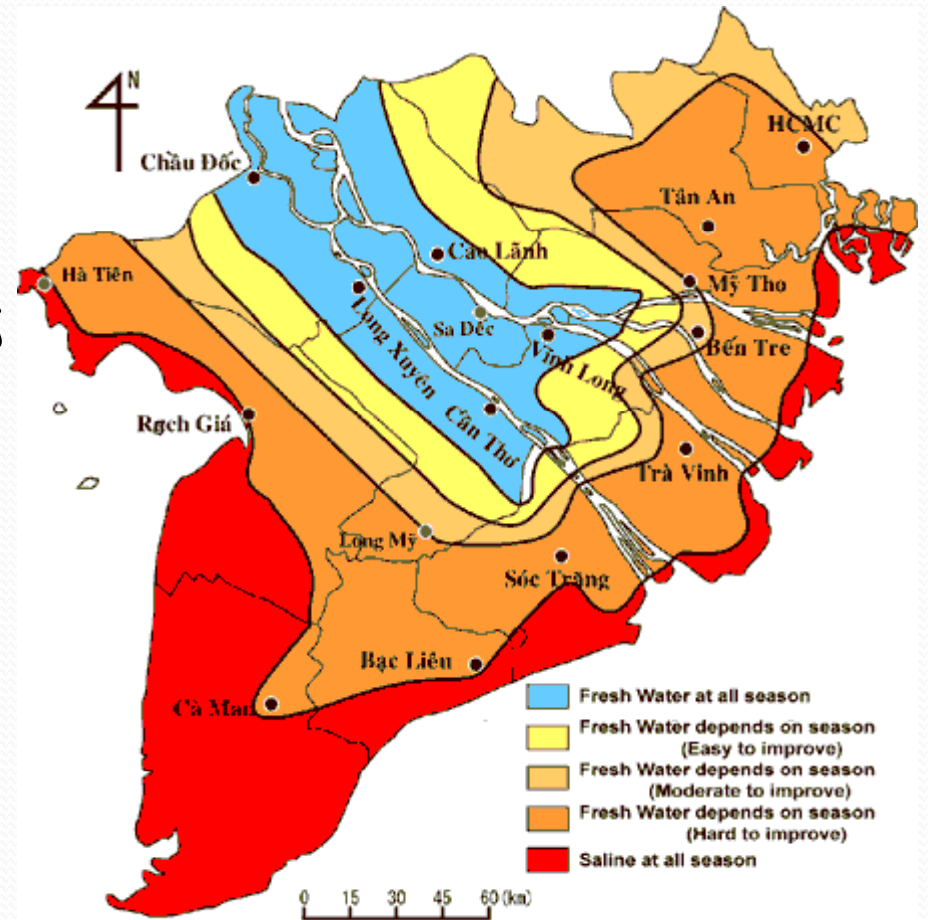 N
HCMC
Chầu Đốc
Tân An
Cao Lãnh
Hà Tiên
Mỹ Tho
Sa Đéc
Long Xuyên
Vĩnh Long
Bến Tre
Cần Thơ
Rạch Giá
Trà Vinh
Long Mỹ
Sóc Trăng
Bạc Liêu
Cà Mau
Fresh Water at all season
Fresh Water depends on season
(Easy to improve)
Fresh Water depends on season
(Moderate to improve)
Fresh Water depends on season
(Hard to improve)
Saline at all season
0 15 30 45 60 (km)